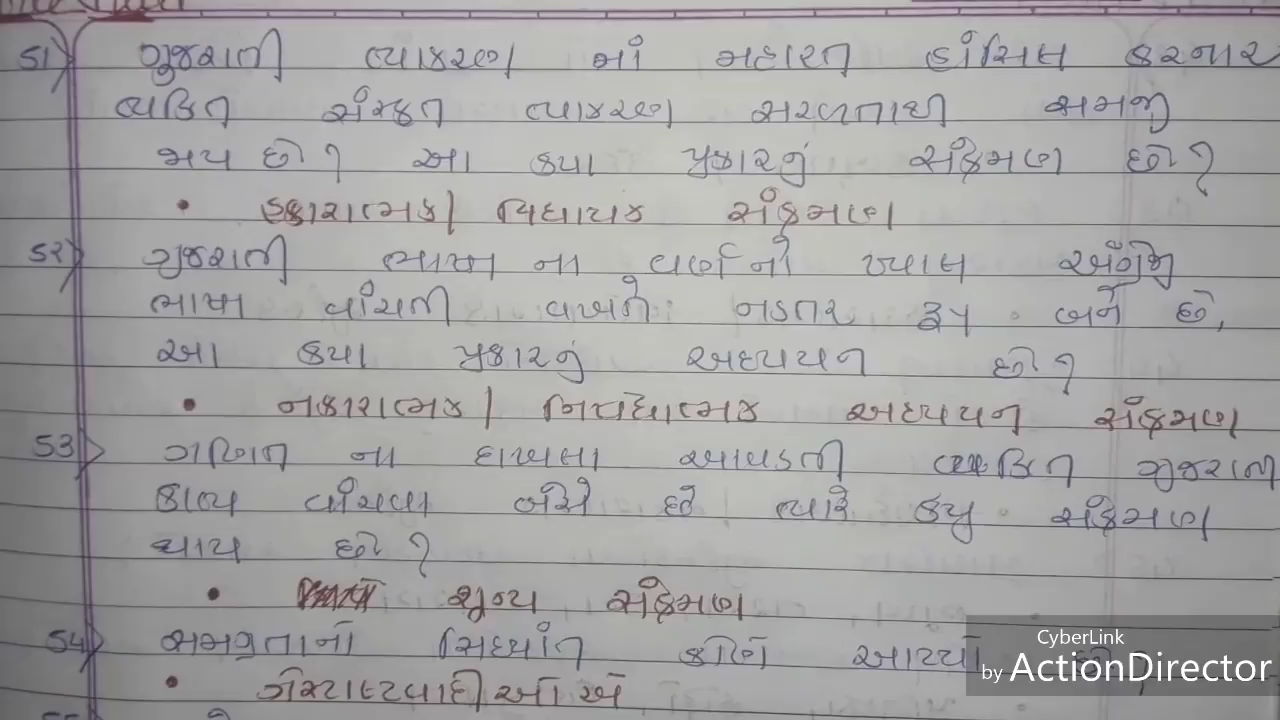 51) ગુજરાતી વ્યાકરણ માં મહારત હાંસિલ કરનાર
વ્યકિત સંસ્કૃત વ્યાકરણ સરળતાથી સમજી
જાય છે ? આ કયા પ્રકારનું સંક્રમણ છે ?
• હકારાત્મક / વિધાયક સંક્રમણ
52) ગુજરાતી ભાષા ના વર્ણનો ખ્યાલ અંગ્રેજી
ભાષા વાંચતી વખતે નડતર રૂપ બને છે,
આ કયા પ્રકારનું અધ્યયન છે ?
• નકારાત્મક / નિષેધાત્મક અધ્યયન સંક્રમણ
53) ગણિત ના દાખલા આવડતી વ્યકિત ગુજરાતી
કાવ્ય વાંચવા બેસે છે ત્યારે કયુ સંક્રમણ
થાય છે ?
• શૂન્ય સંક્રમણ
54) સમગ્રતાનો સિધ્ધાંત કોણે આપ્યો છે ?
• ગેસ્ટાલ્ટવાદીઓએ
CyberLink
by ActionDirector